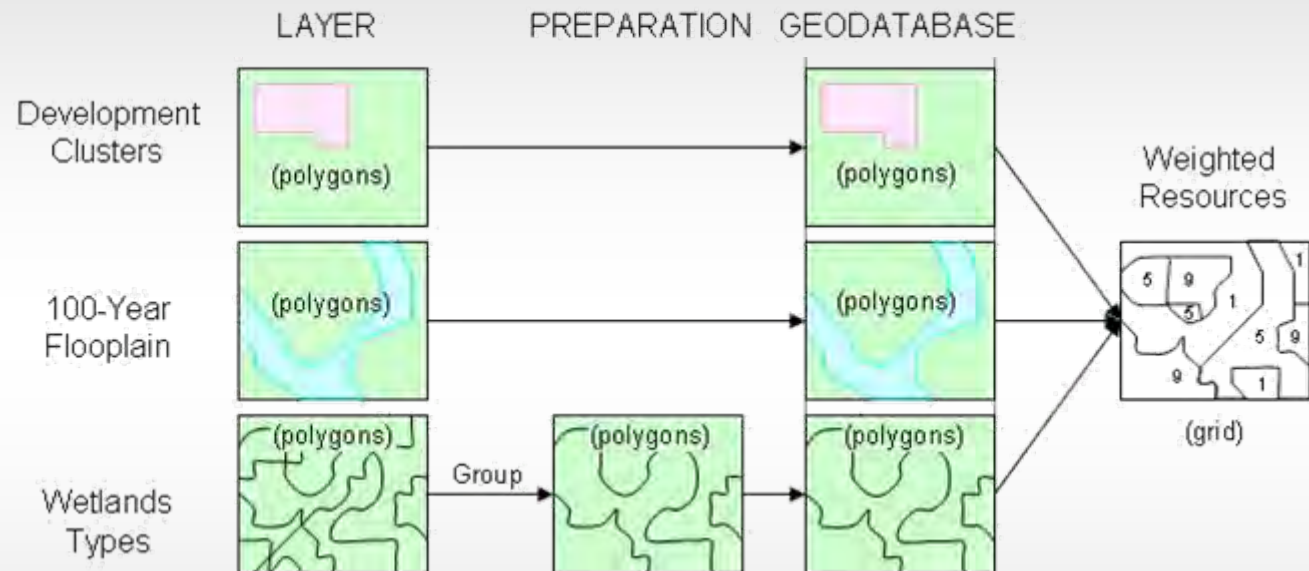 LAYER PREPARATION GEODATABASE
Development
Clusters
(polygons)
(polygons)
Weighted
Resources
100-Year
Flooplain
(polygons)
(polygons)
5 9 1
5 1
5 9
9 1
(grid)
Wetlands
Types
(polygons)
Group
(polygons)
(polygons)